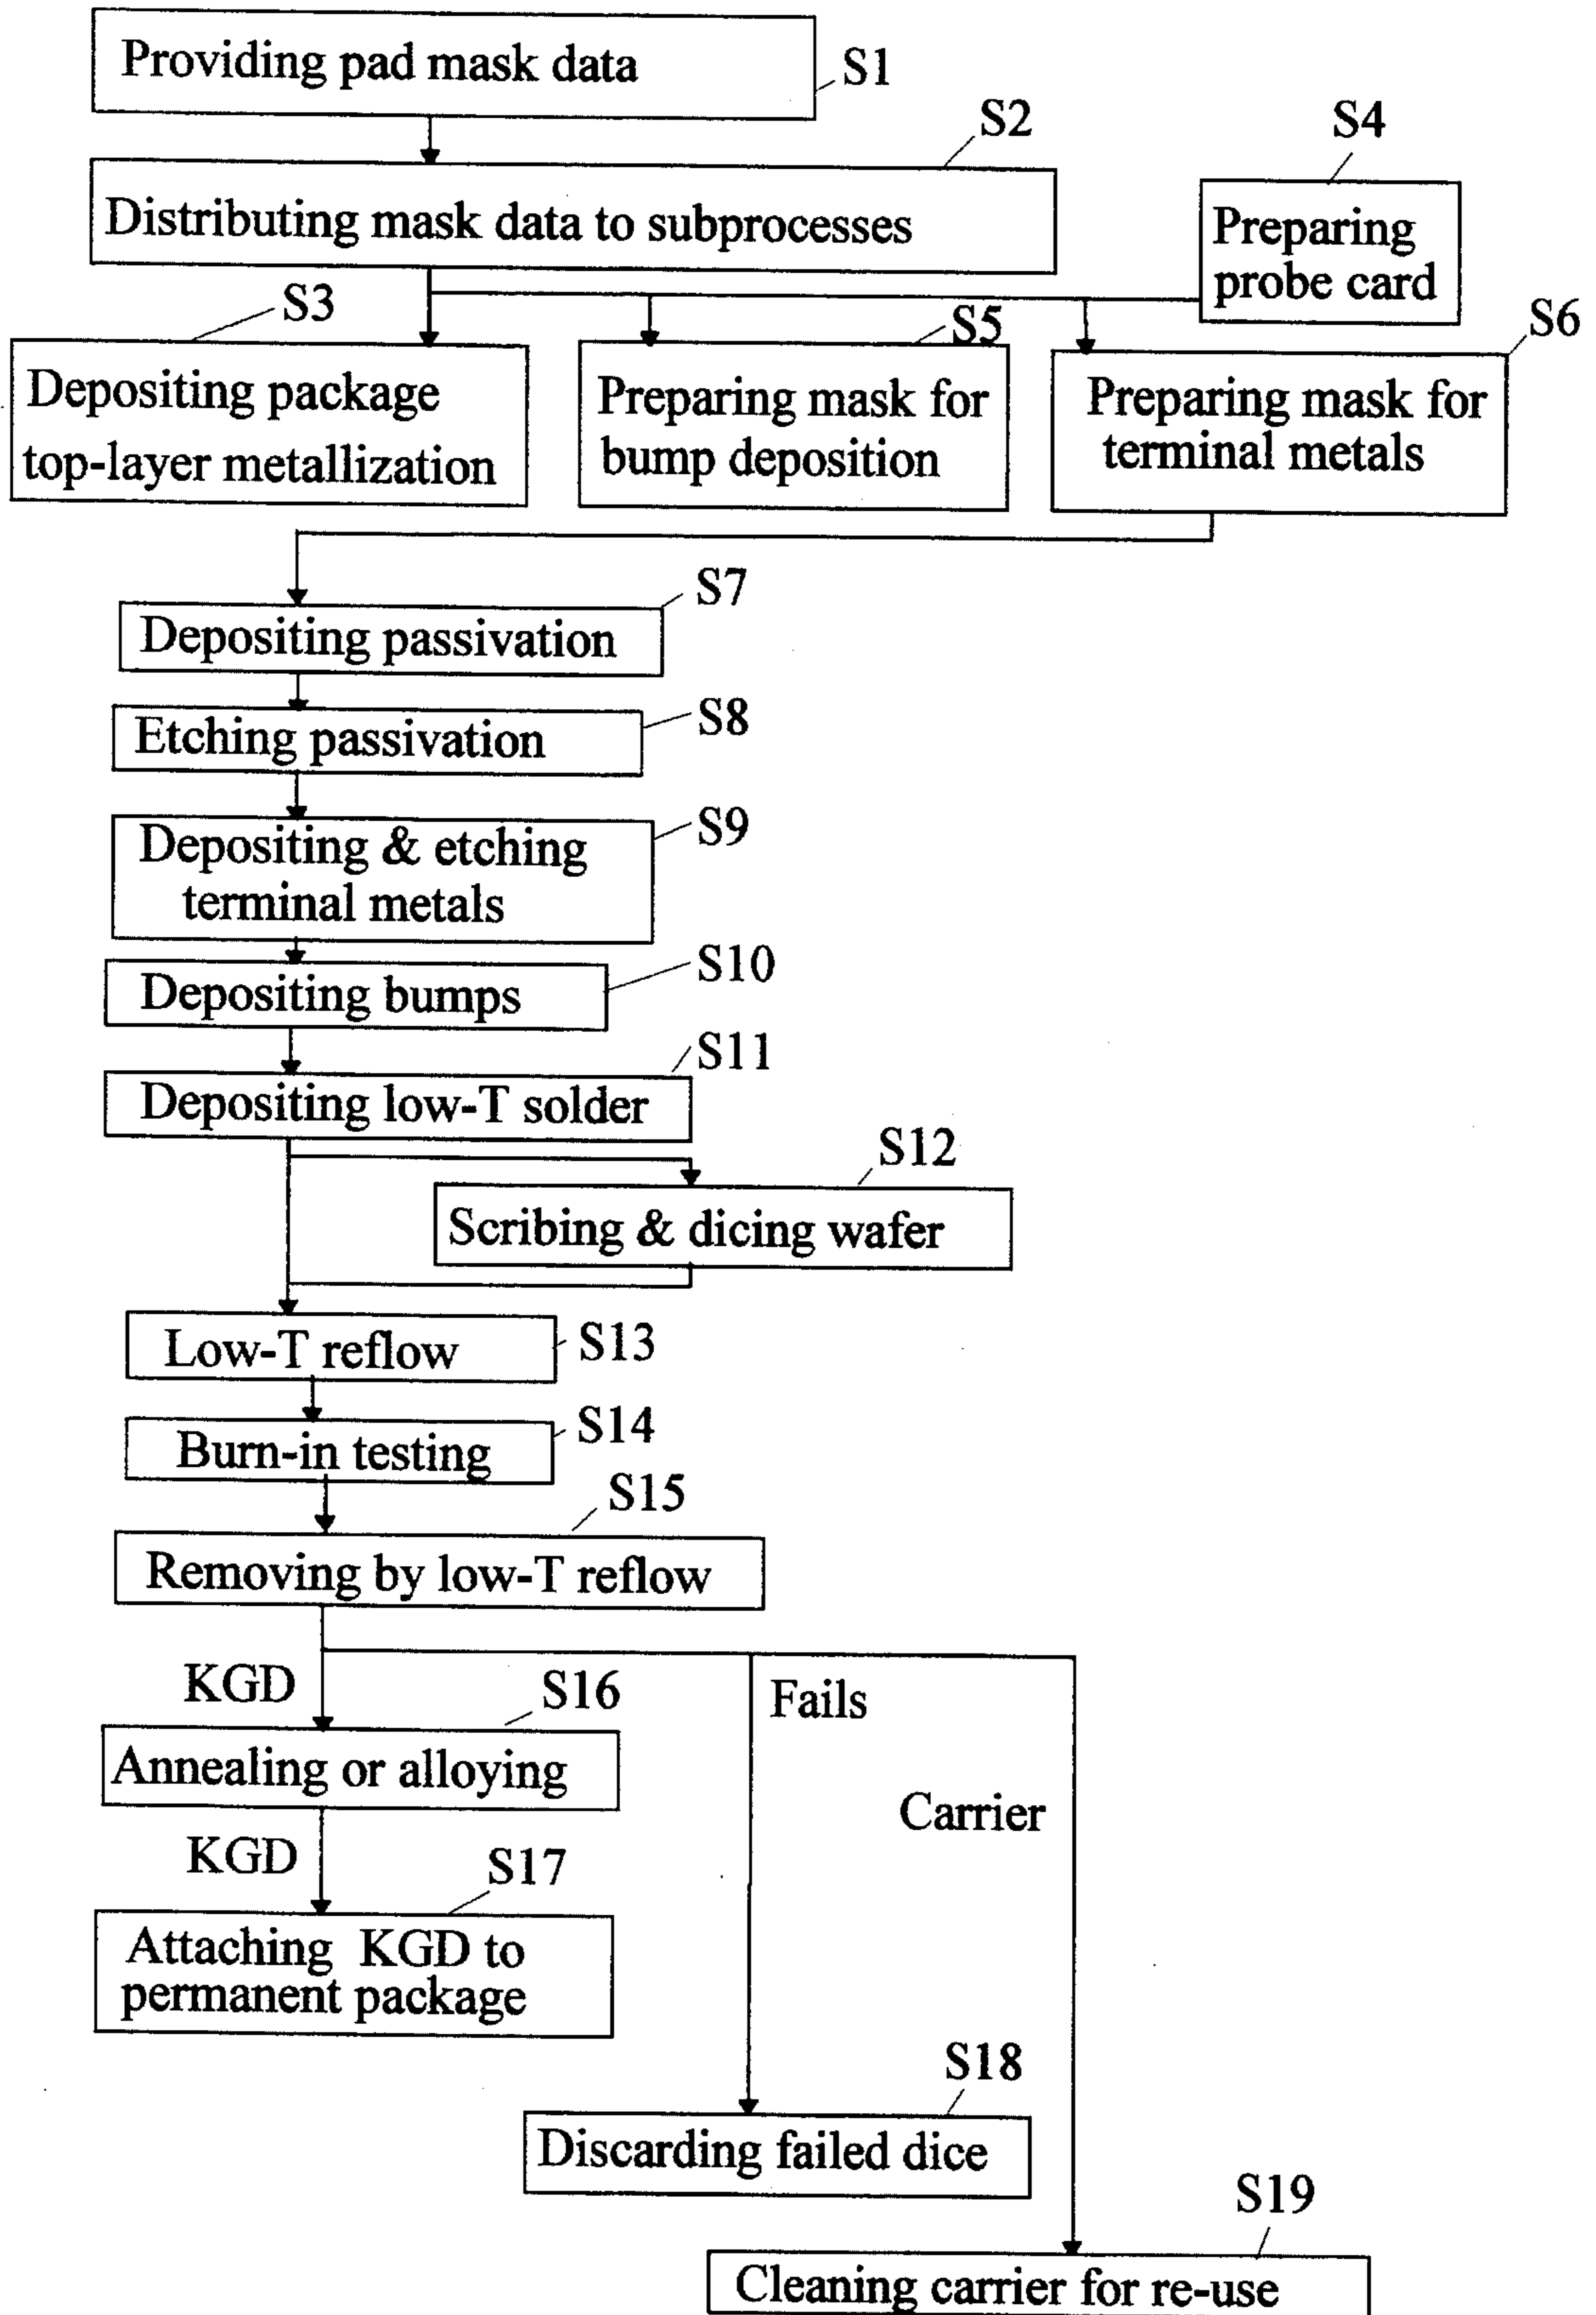 Providing pad mask data
S1
S2
S4
Distributing mask data to subprocesses
Preparing
probe card
S3
S5
S6
Depositing package
top-layer metallization
Preparing mask for
bump deposition
Preparing mask for
terminal metals
S7
Depositing passivation
S8
Etching passivation
S9
Depositing & etching
terminal metals
S10
Depositing bumps
S11
Depositing low-T solder
S12
Scribing & dicing wafer
Low-T reflow
S13
S14
Burn-in testing
S15
Removing by low-T reflow
KGD
S16
Fails
Annealing or alloying
Carrier
KGD
S17
Attaching KGD to
permanent package
S18
Discarding failed dice
S19
Cleaning carrier for re-use